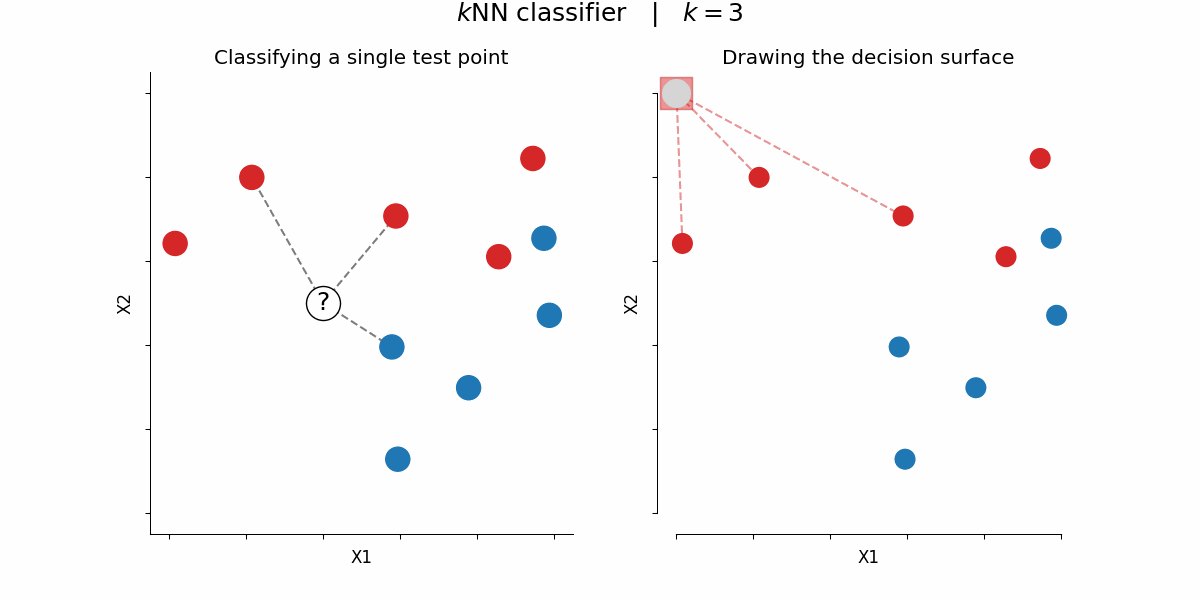 kNN classifier | k = 3
Classifying a single test point
Drawing the decision surface
X2
?
X1
X2
X1